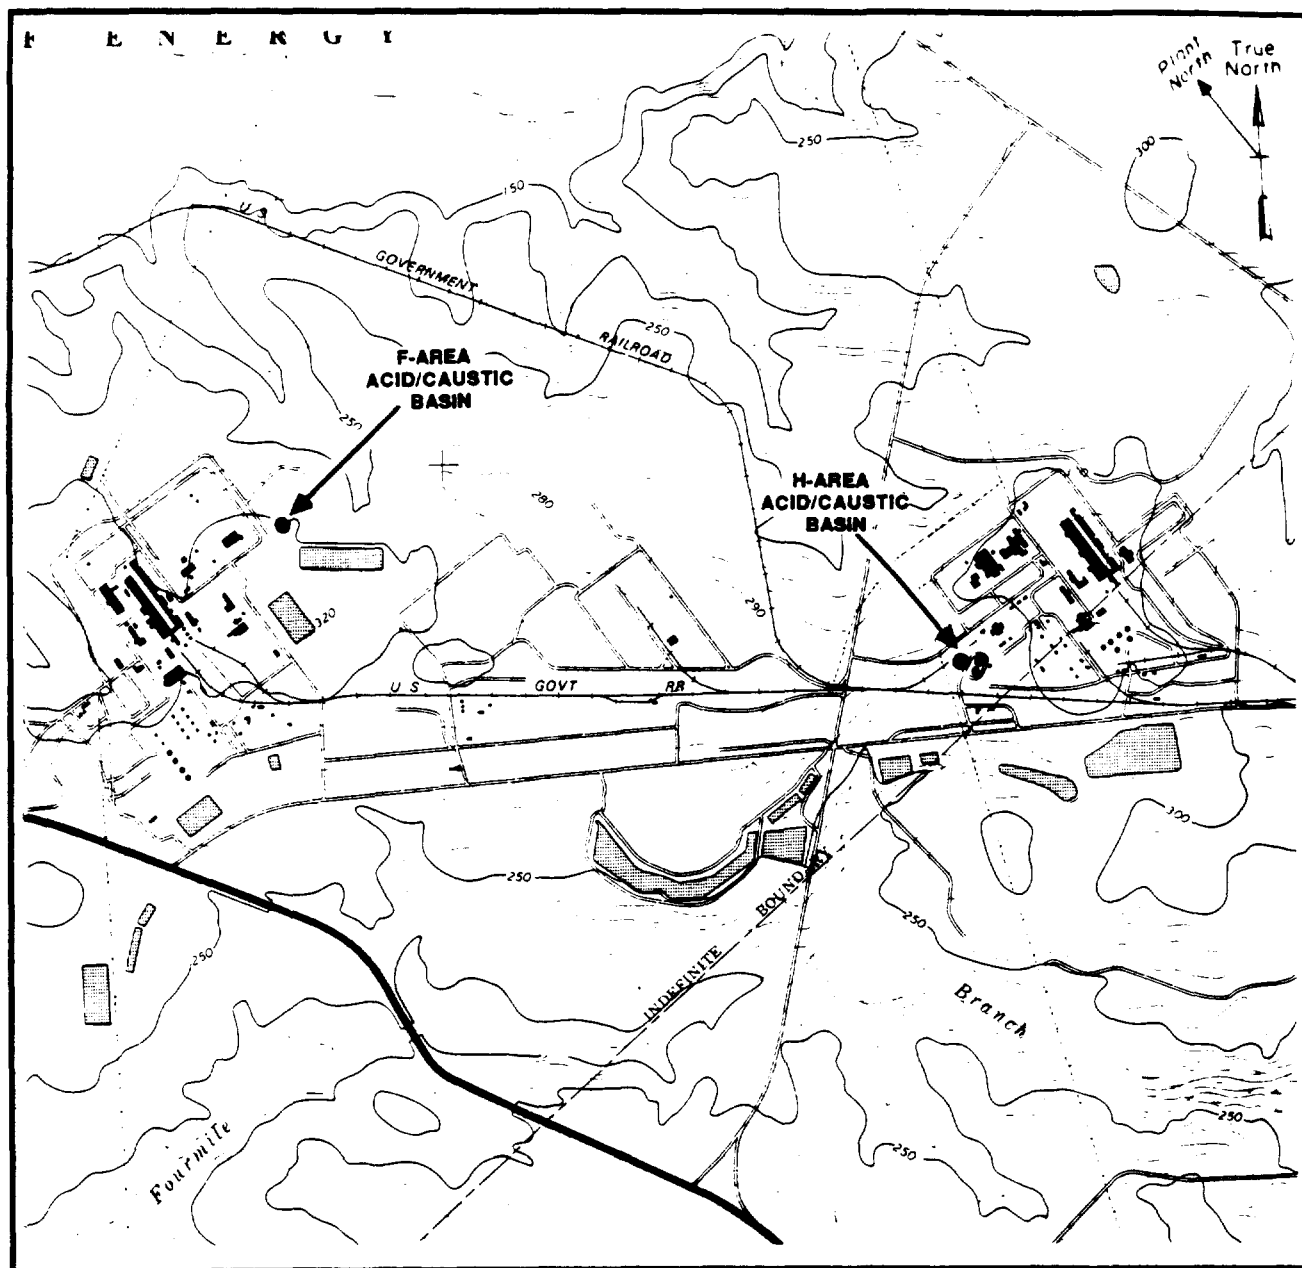 F ENERGY
Plant North
True North
300
250
150
U S
GOVERNMENT
RAILROAD
250
F-AREA
ACID/CAUSTIC
BASIN
250
H-AREA
ACID/CAUSTIC
BASIN
280
290
320
U S GOVT RR
300
250
BOUNDARY
250
250
INDEFINITE
Branch
250
250
Fourmile